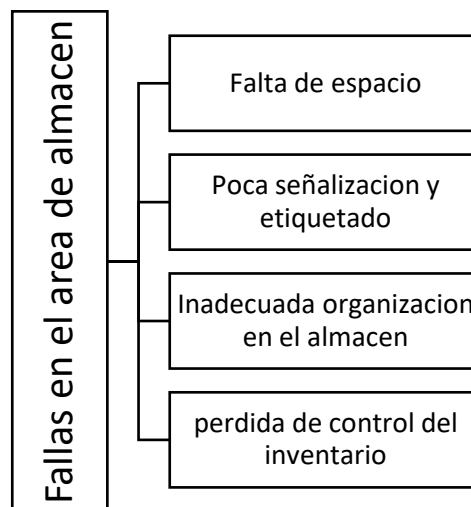 Fallas en el area de almacen
Falta de espacio
Poca señalizacion y
etiquetado
Inadecuada organizacion
en el almacen
perdida de control del
inventario